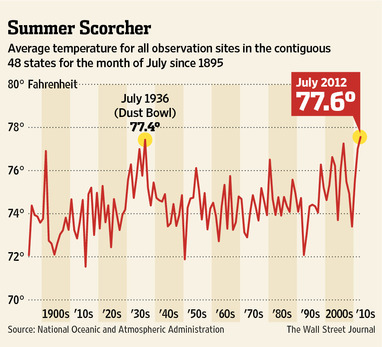 Summer Scorcher
Average temperature for all observation sites in the contiguous
48 states for the month of July since 1895
80° Fahrenheit
July 2012
77.6°
July 1936
(Dust Bowl)
77.4°
78°
76°
74°
72°
70°
1900s '10s '20s '30s '40s '50s '60s '70s '80s '90s 2000s '10s
Source: National Oceanic and Atmospheric Administration
The Wall Street Journal